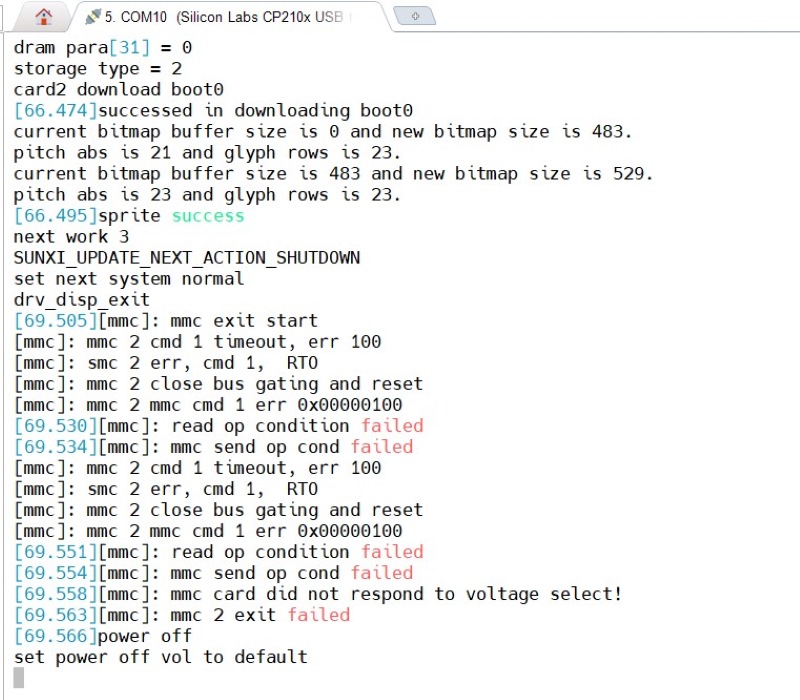 5. COM10 (Silicon Labs CP210x USB
dram para[31] = 0
storage type = 2
card2 download boot0
[66.474]successed in downloading boot0
current bitmap buffer size is 0 and new bitmap size is 483.
pitch abs is 21 and glyph rows is 23.
current bitmap buffer size is 483 and new bitmap size is 529.
pitch abs is 23 and glyph rows is 23.
[66.495]sprite success
next work 3
SUNXI_UPDATE_NEXT_ACTION_SHUTDOWN
set next system normal
drv_disp_exit
[69.505][mmc]: mmc exit start
[mmc]: mmc 2 cmd 1 timeout, err 100
[mmc]: smc 2 err, cmd 1,  RTO
[mmc]: mmc 2 close bus gating and reset
[mmc]: mmc 2 mmc cmd 1 err 0x00000100
[69.530][mmc]: read op condition failed
[69.534][mmc]: mmc send op cond failed
[mmc]: mmc 2 cmd 1 timeout, err 100
[mmc]: smc 2 err, cmd 1,  RTO
[mmc]: mmc 2 close bus gating and reset
[mmc]: mmc 2 mmc cmd 1 err 0x00000100
[69.551][mmc]: read op condition failed
[69.554][mmc]: mmc send op cond failed
[69.558][mmc]: mmc card did not respond to voltage select!
[69.563][mmc]: mmc 2 exit failed
[69.566]power off
set power off vol to default